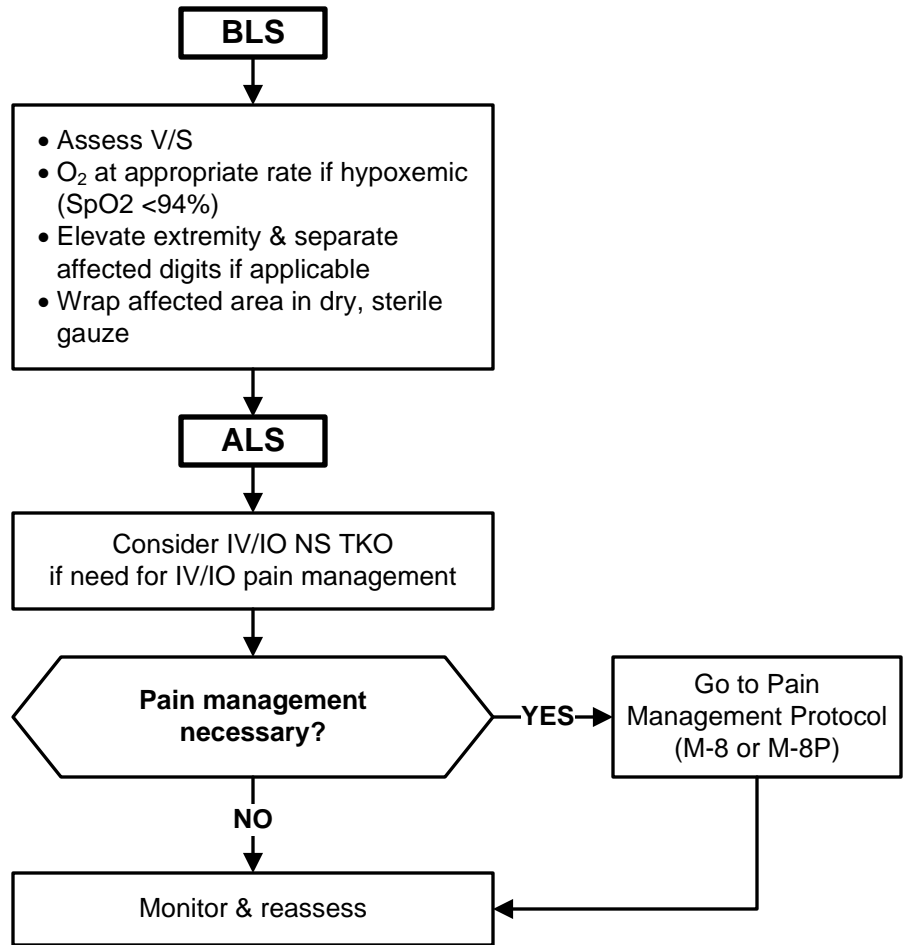 BLS
• Assess V/S
• O₂ at appropriate rate if hypoxemic
(SpO2 <94%)
• Elevate extremity & separate
affected digits if applicable
• Wrap affected area in dry, sterile
gauze
ALS
Consider IV/IO NS TKO
if need for IV/IO pain management
Pain management
necessary?
YES
Go to Pain
Management Protocol
(M-8 or M-8P)
NO
Monitor & reassess